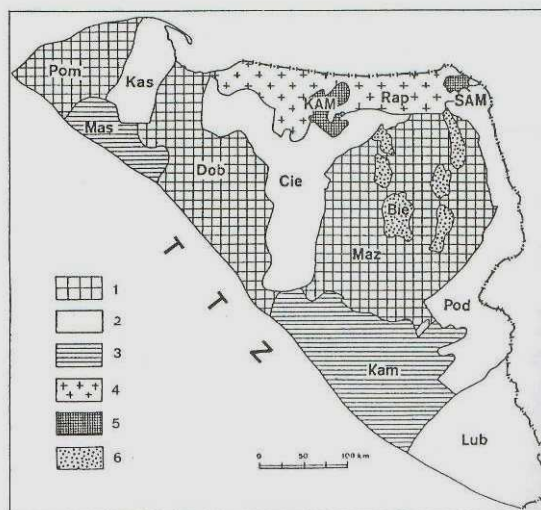 Pom
Kas
Mas
Dob
Cie
KAM
Rap
SAM
Bie
Maz
Pod
Kam
Lub
T T Z
1
2
3
4
5
6
0 50 100 km